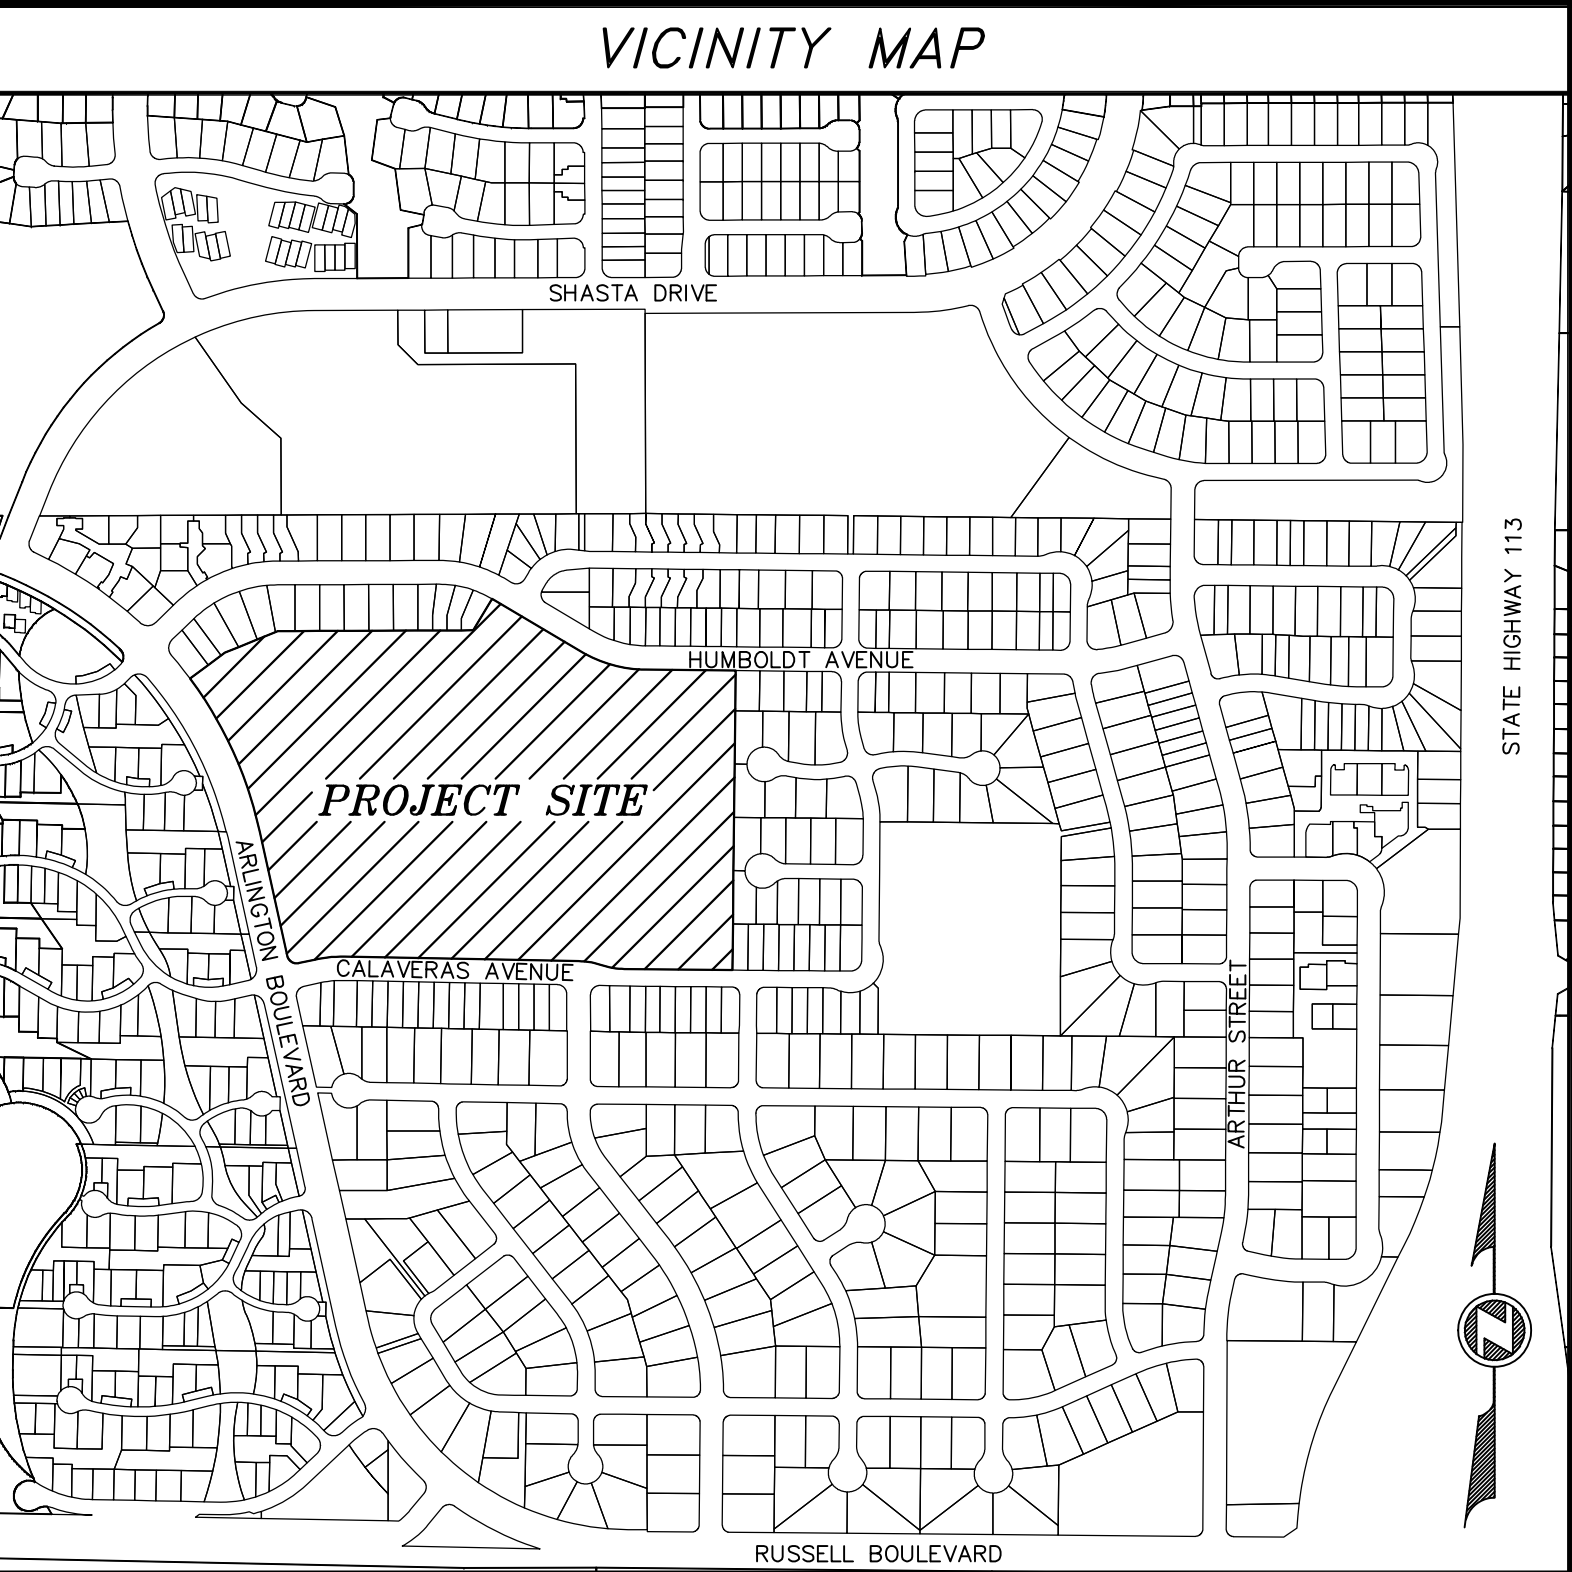 VICINITY MAP
SHASTA DRIVE
STATE HIGHWAY 113
HUMBOLDT AVENUE
PROJECT SITE
ARLINGTON BOULEVARD
CALAVERAS AVENUE
ARTHUR STREET
N
RUSSELL BOULEVARD